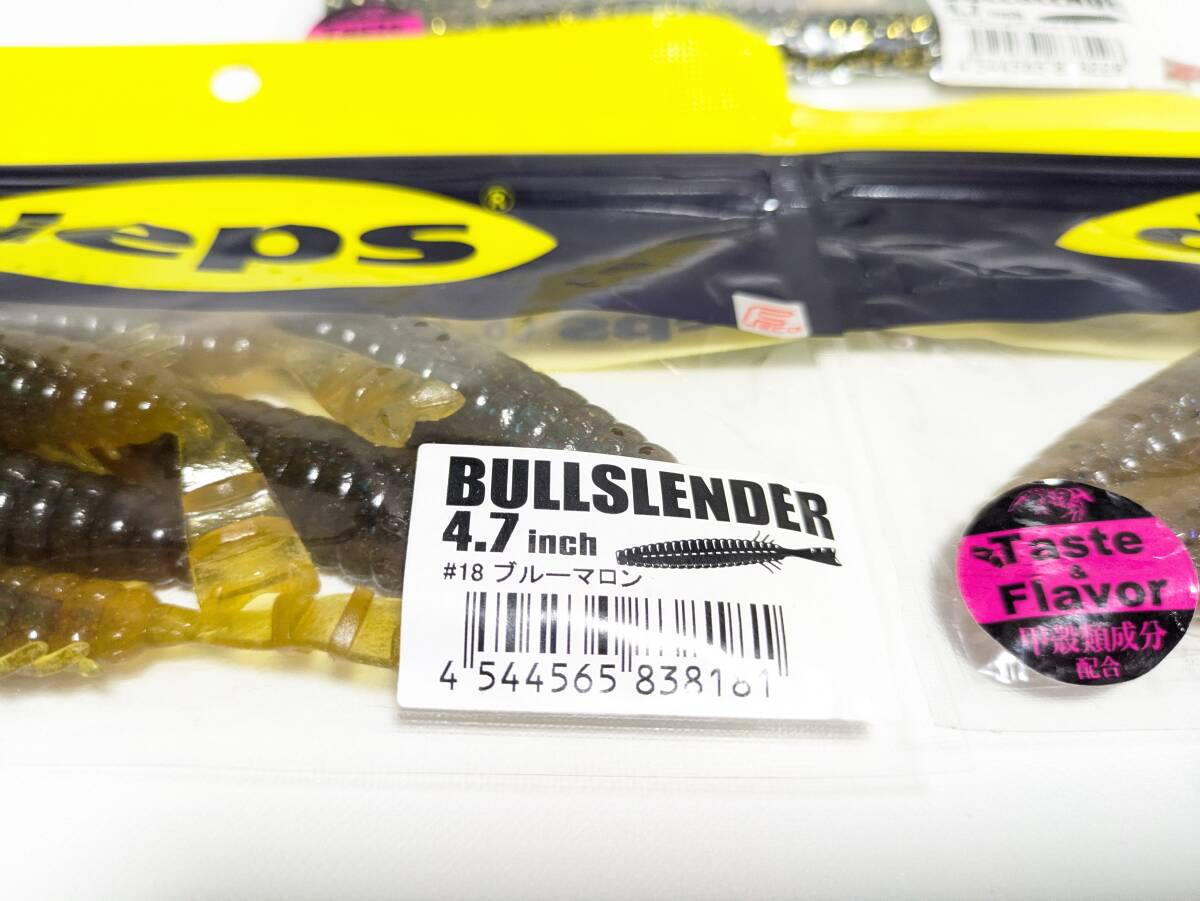 deps®
BULLSLENDER
4.7 inch
#18 ブルーマロン
4 544565 838181
Taste
&
Flavor
甲殻類成分
配合